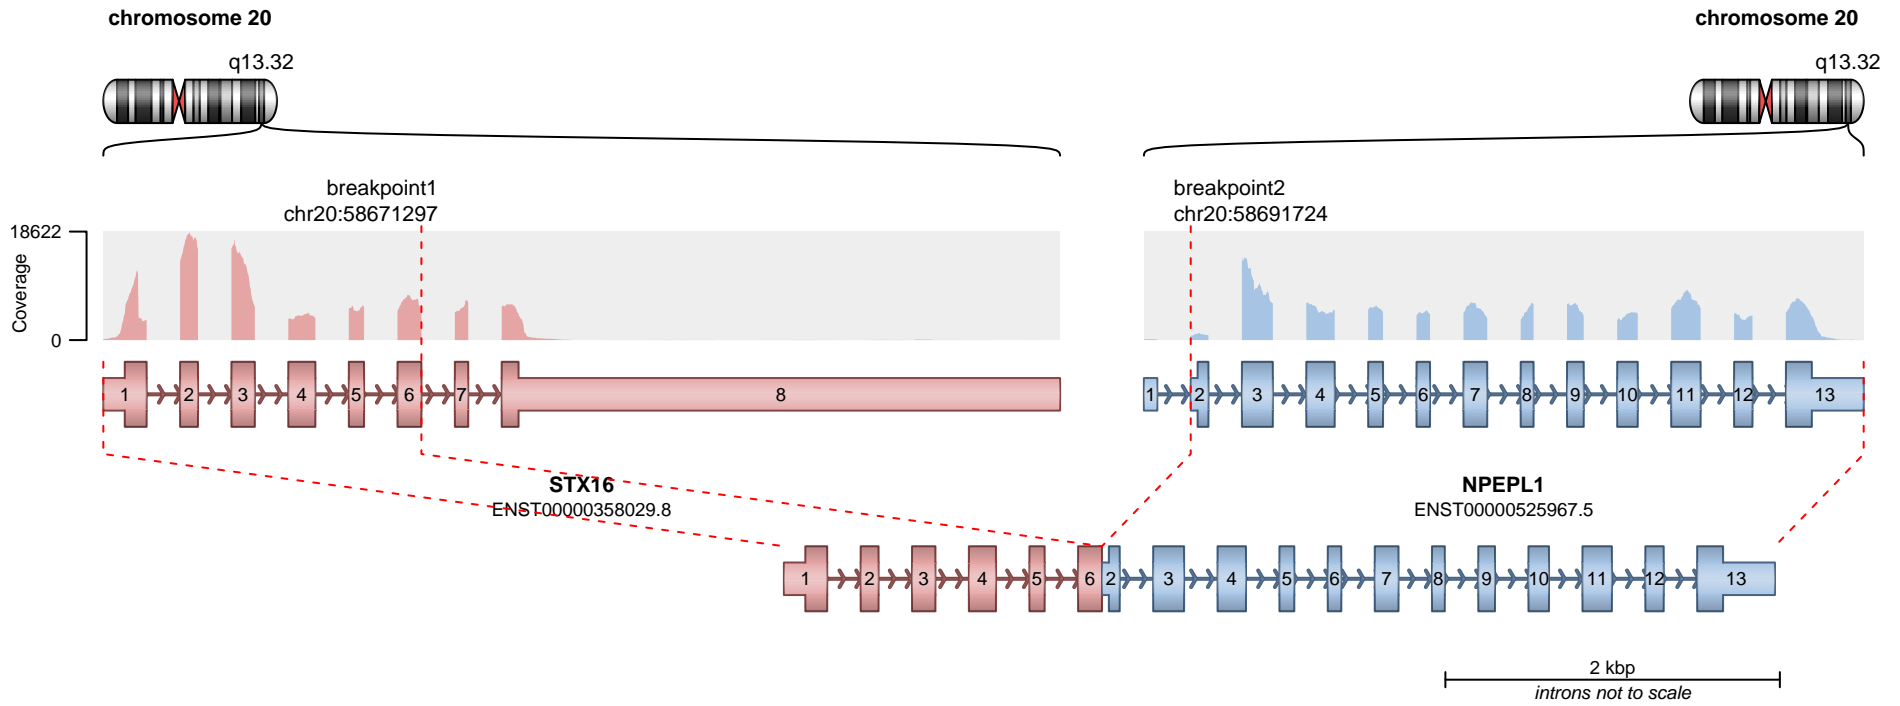 chromosome 20
chromosome 20
q13.32
q13.32
breakpoint1
chr20:58671297
breakpoint2
chr20:58691724
18622
Coverage
0
1 2 3 4 5 6 7 8
1 2 3 4 5 6 7 8 9 10 11 12 13
STX16
ENST00000358029.8
NPEPL1
ENST00000525967.5
1 2 3 4 5 6 2 3 4 5 6 7 8 9 10 11 12 13
2 kbp
introns not to scale